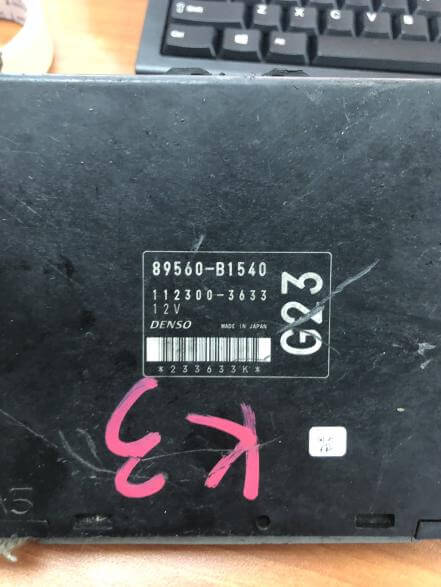 89560-B1540
112300-3633
12V
DENSO MADE IN JAPAN
*233633K*
G23
K3